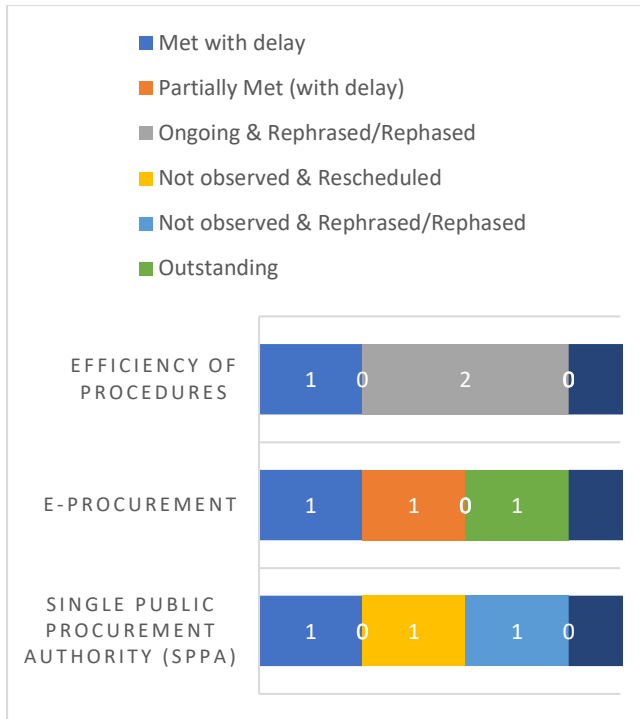 Met with delay
Partially Met (with delay)
Ongoing & Rephrased/Rephased
Not observed & Rescheduled
Not observed & Rephrased/Rephased
Outstanding
EFFICIENCY OF
PROCEDURES
1 0 2 0
E-PROCUREMENT
1 1 0 1
SINGLE PUBLIC
PROCUREMENT
AUTHORITY (SPPA)
1 0 1 1 0